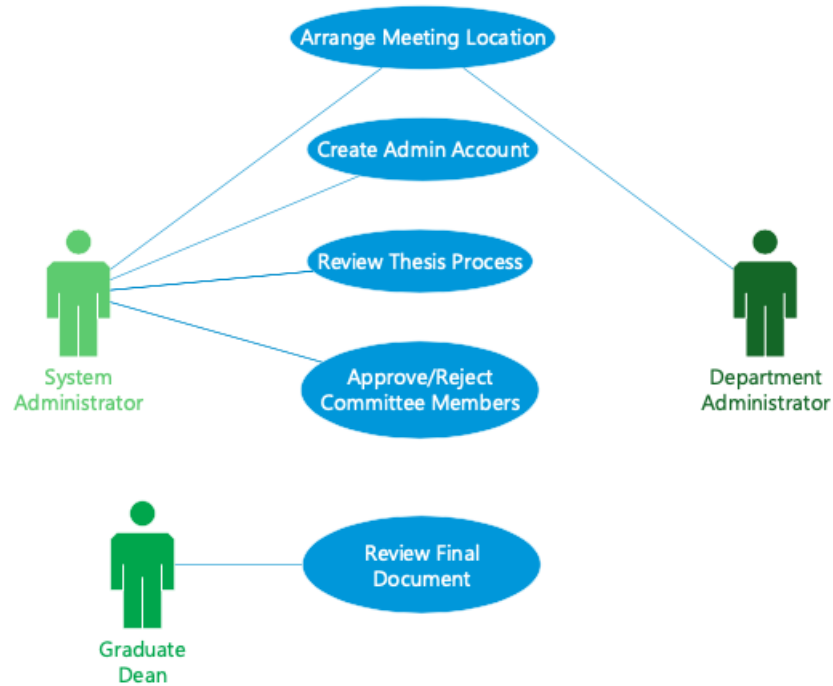 Arrange Meeting Location
Create Admin Account
Review Thesis Process
System
Administrator
Approve/Reject
Committee Members
Department
Administrator
Review Final
Document
Graduate
Dean